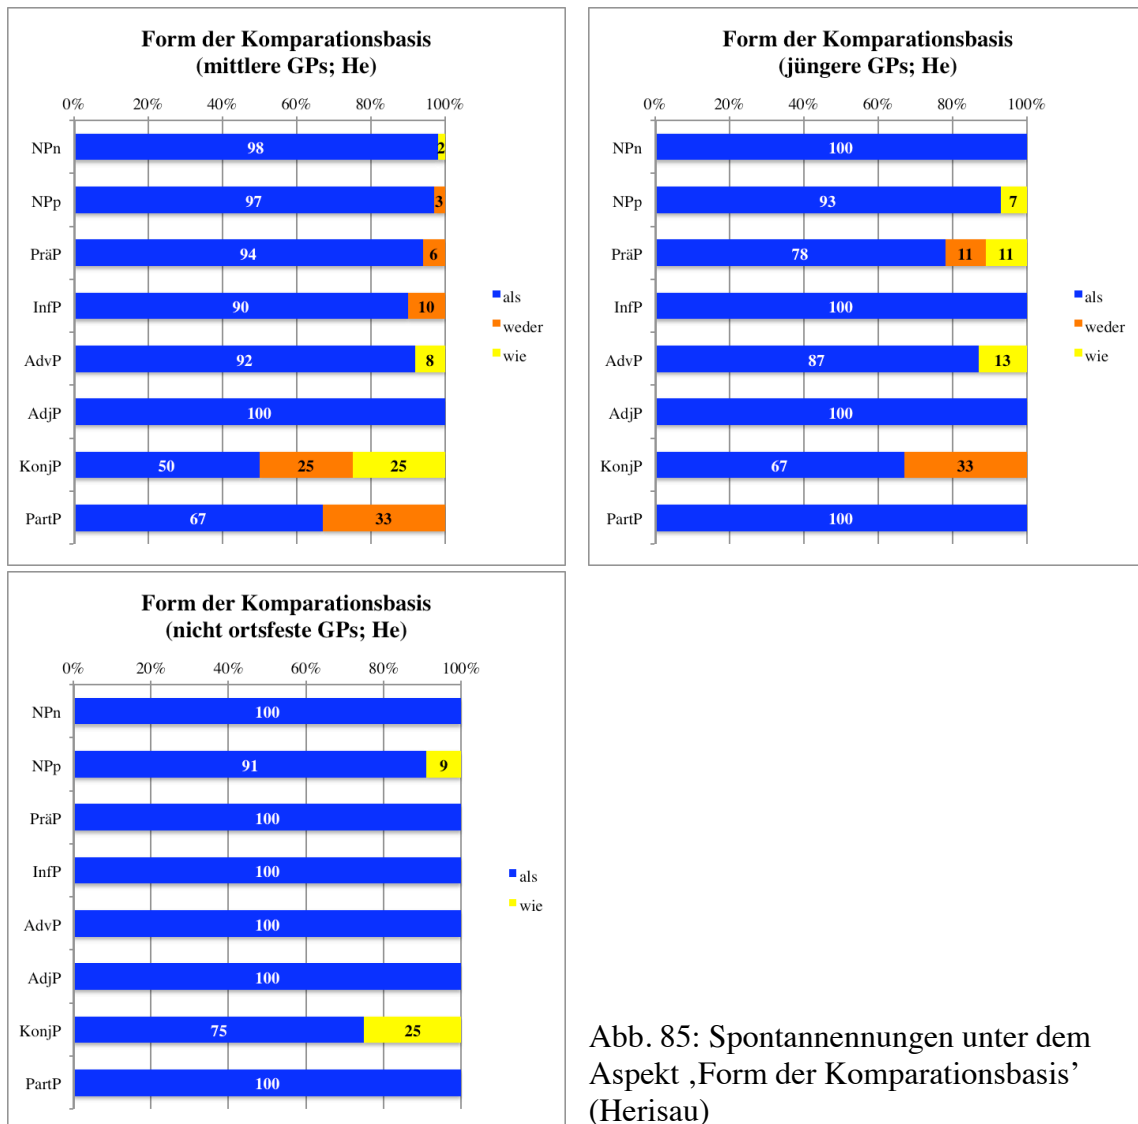 Form der Komparationsbasis
(mittlere GPs; He)
0% 20% 40% 60% 80% 100%
NPn 98 2
NPp 97 3
PräP 94 6
InfP 90 10
AdvP 92 8
AdjP 100
KonjP 50 25 25
PartP 67 33
als
weder
wie
Form der Komparationsbasis
(jüngere GPs; He)
0% 20% 40% 60% 80% 100%
NPn 100
NPp 93 7
PräP 78 11 11
InfP 100
AdvP 87 13
AdjP 100
KonjP 67 33
PartP 100
als
weder
wie
Form der Komparationsbasis
(nicht ortsfeste GPs; He)
0% 20% 40% 60% 80% 100%
NPn 100
NPp 91 9
PräP 100
InfP 100
AdvP 100
AdjP 100
KonjP 75 25
PartP 100
als
wie
Abb. 85: Spontannennungen unter dem
Aspekt ‚Form der Komparationsbasis’
(Herisau)